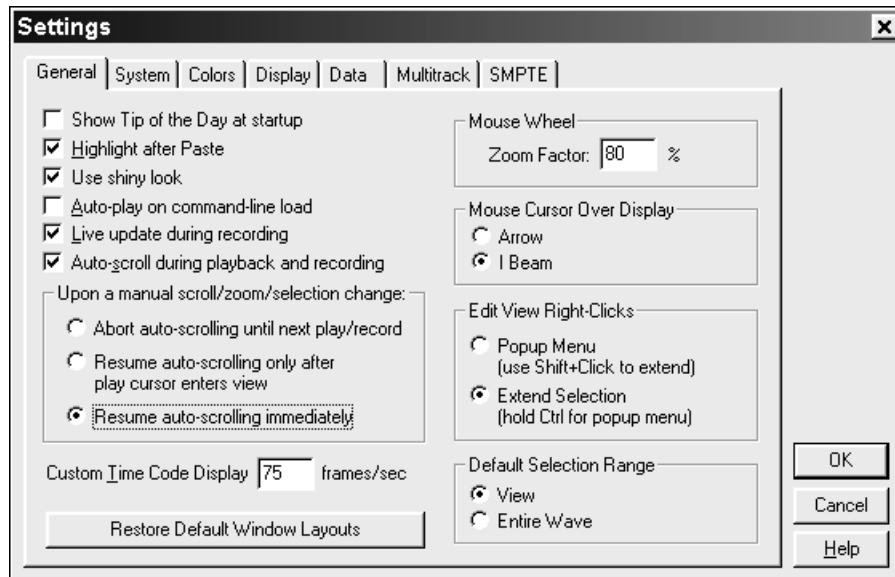 Settings
General System Colors Display Data Multitrack SMPTE
Show Tip of the Day at startup
Highlight after Paste
Use shiny look
Auto-play on command-line load
Live update during recording
Auto-scroll during playback and recording
Upon a manual scroll/zoom/selection change:
Abort auto-scrolling until next play/record
Resume auto-scrolling only after
play cursor enters view
Resume auto-scrolling immediately
Custom Time Code Display 75 frames/sec
Restore Default Window Layouts
Mouse Wheel
Zoom Factor: 80 %
Mouse Cursor Over Display
Arrow
I Beam
Edit View Right-Clicks
Popup Menu
(use Shift+Click to extend)
Extend Selection
(hold Ctrl for popup menu)
Default Selection Range
View
Entire Wave
OK
Cancel
Help